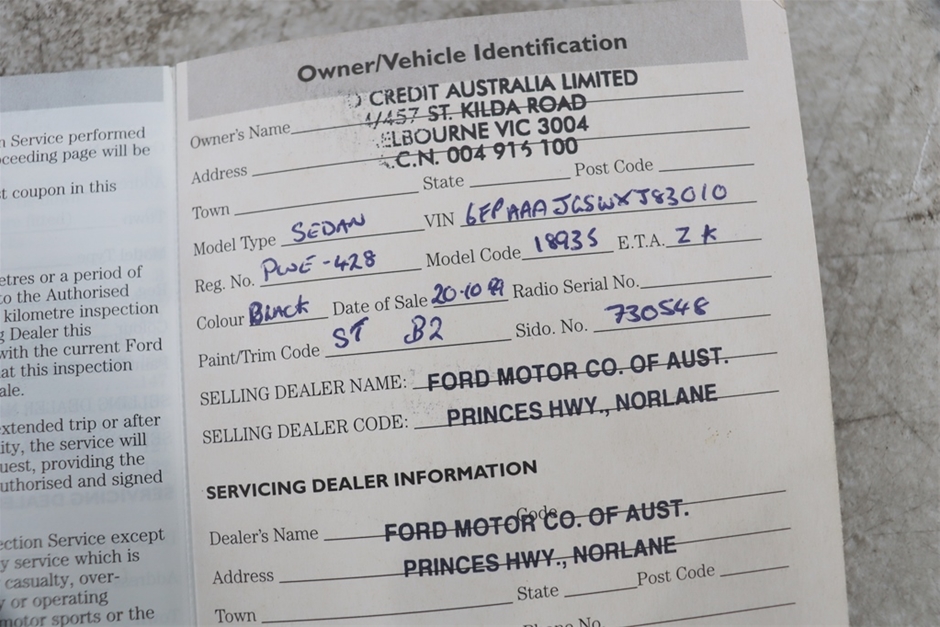 n Service performed
ceeding page will be
st coupon in this
etres or a period of
to the Authorised
kilometre inspection
g Dealer this
with the current Ford
at this inspection
ale.
extended trip or after
ity, the service will
uest, providing the
uthorised and signed
ection Service except
y service which is
casualty, over-
y or operating
motor sports or the
Owner/Vehicle Identification
CREDIT AUSTRALIA LIMITED
Owner's Name /457 ST. KILDA ROAD
ELBOURNE VIC 3004
Address .C.N. 004 915 100
Town State Post Code
Model Type SEDAN VIN 6FPAAAJGSWXJ83010
Reg. No. PWE-428 Model Code 18935 E.T.A. ZK
Colour Black Date of Sale 20-10-99 Radio Serial No.
Paint/Trim Code ST B2 Sido. No. 730548
SELLING DEALER NAME: FORD MOTOR CO. OF AUST.
SELLING DEALER CODE: PRINCES HWY., NORLANE
SERVICING DEALER INFORMATION
Dealer's Name Code FORD MOTOR CO. OF AUST.
Address PRINCES HWY., NORLANE
Town State Post Code
Phone No.